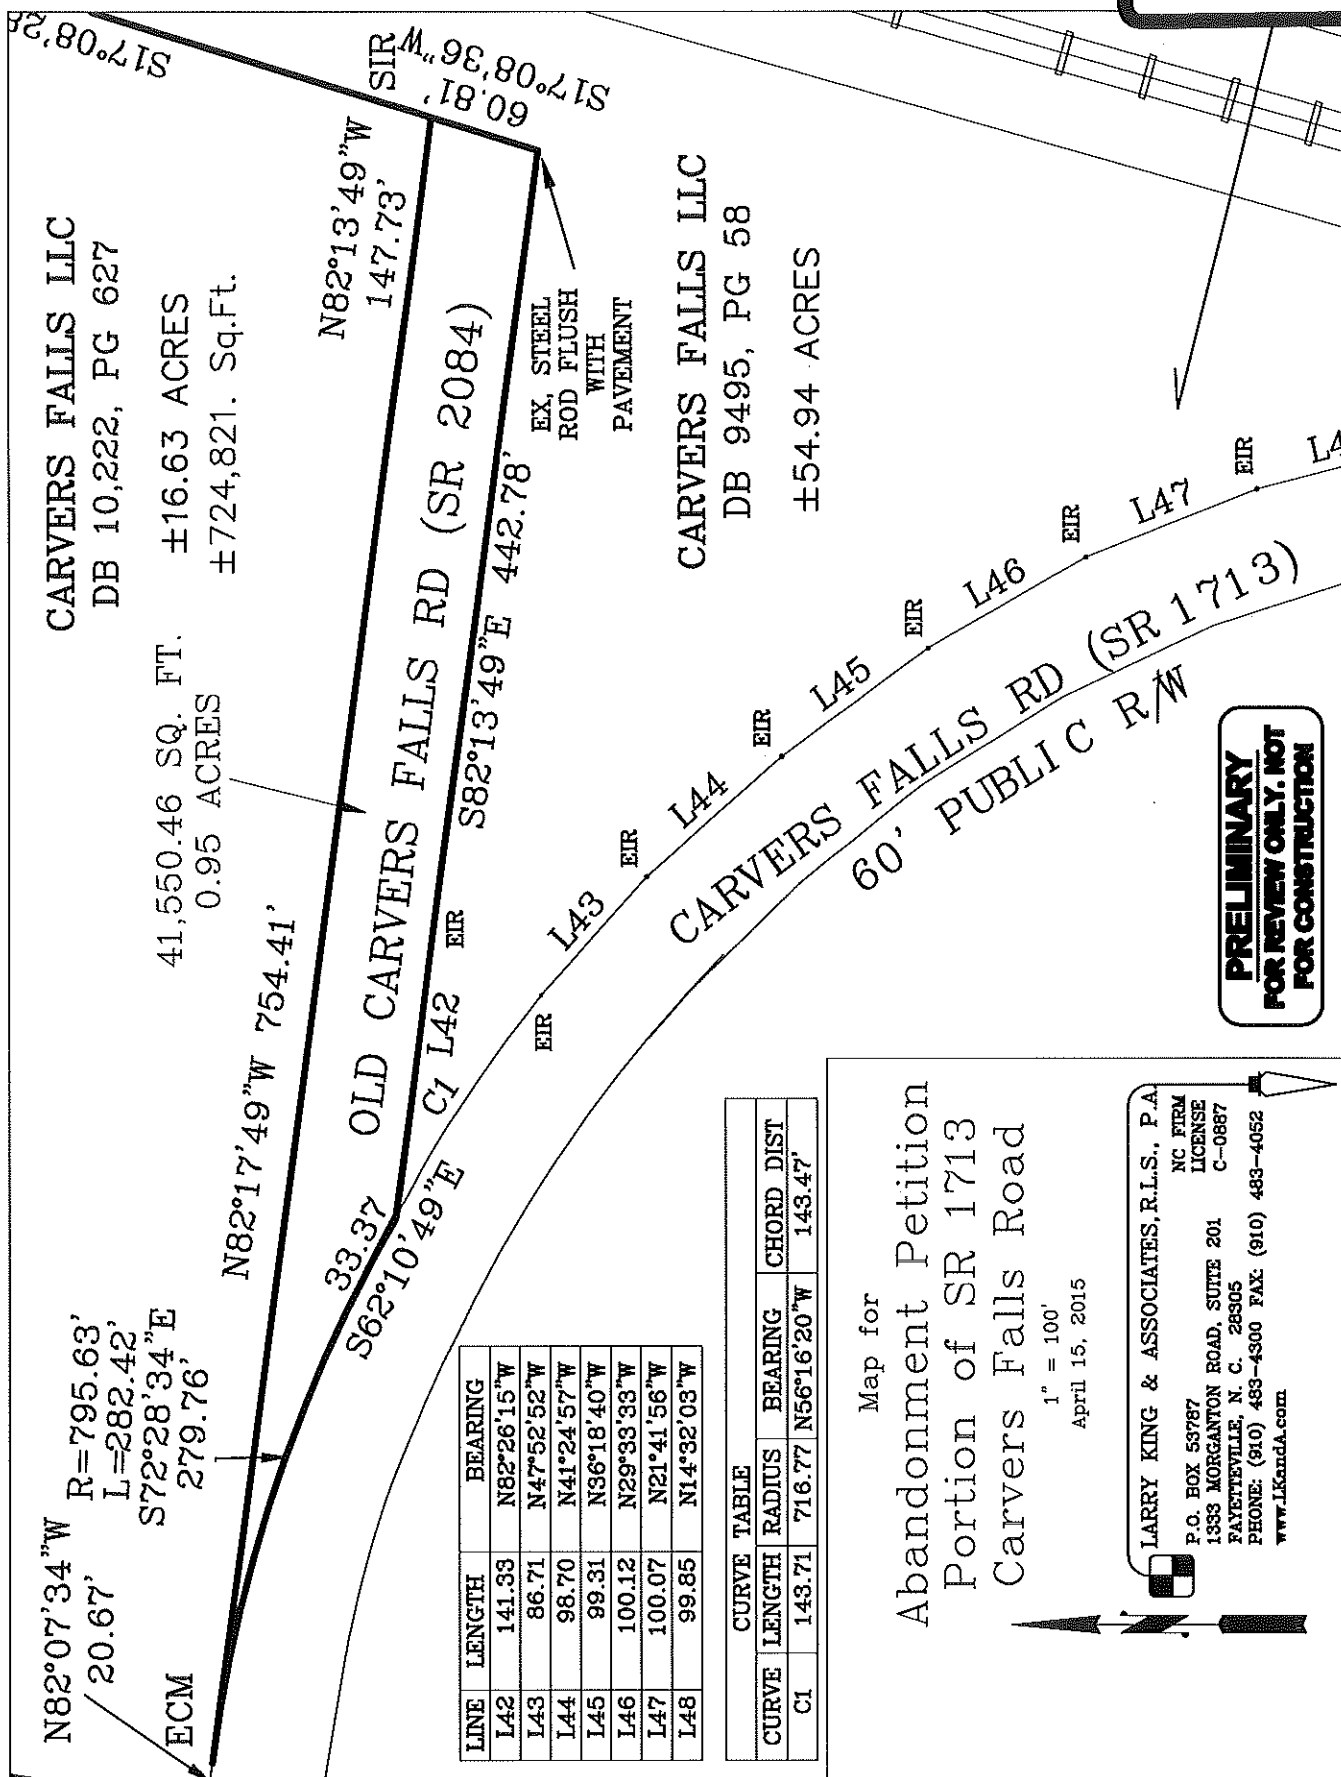 N82°07'34"W
20.67'
ECM
R=795.63'
L=282.42'
S72°28'34"E
279.76'
N82°17'49"W 754.41'
33.37
S62°10'49"E
41,550.46 SQ. FT.
0.95 ACRES
CARVERS FALLS LLC
DB 10,222, PG 627
±16.63 ACRES
±724,821. Sq.Ft.
N82°13'49"W
147.73'
S17°08'28
SIR
S17°08'36"W
60.81'
OLD CARVERS FALLS RD (SR 2084)
C1 L42 EIR
S82°13'49"E 442.78'
EX. STEEL
ROD FLUSH
WITH
PAVEMENT
CARVERS FALLS LLC
DB 9495, PG 58
±54.94 ACRES
EIR
L43
EIR
L44
EIR
L45
EIR
L46
EIR
L47
EIR
L4
CARVERS FALLS RD (SR 1713)
60' PUBLIC R/W
LINE LENGTH BEARING
L42 141.33 N82°26'15"W
L43 86.71 N47°52'52"W
L44 98.70 N41°24'57"W
L45 99.31 N36°18'40"W
L46 100.12 N29°33'33"W
L47 100.07 N21°41'56"W
L48 99.85 N14°32'03"W
CURVE TABLE
CURVE LENGTH RADIUS BEARING CHORD DIST
C1 143.71 716.77 N56°16'20"W 143.47'
Map for
Abandonment Petition
Portion of SR 1713
Carvers Falls Road
1" = 100'
April 15, 2015
LARRY KING & ASSOCIATES, R.L.S., P.A.
P.O. BOX 53787
1333 MORGANTON ROAD, SUITE 201
FAYETTEVILLE, N. C. 28305
PHONE: (910) 483-4300 FAX: (910) 483-4052
www.LKandA.com
NC FIRM
LICENSE
C-0887
PRELIMINARY
FOR REVIEW ONLY. NOT
FOR CONSTRUCTION